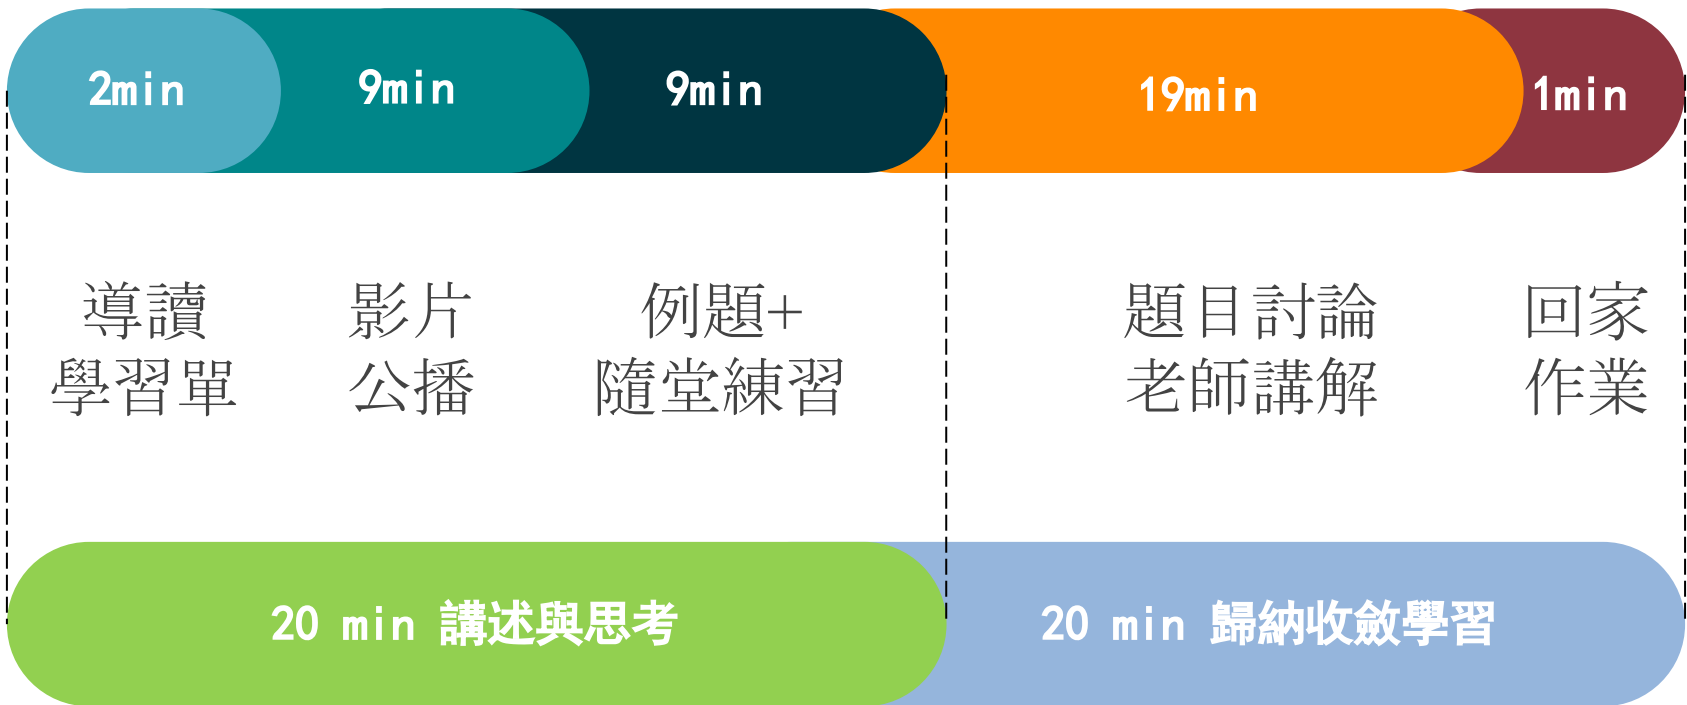 2min
9min
9min
19min
1min
導讀
學習單
影片
公播
例題+
隨堂練習
題目討論
老師講解
回家
作業
20 min 講述與思考
20 min 歸納收斂學習